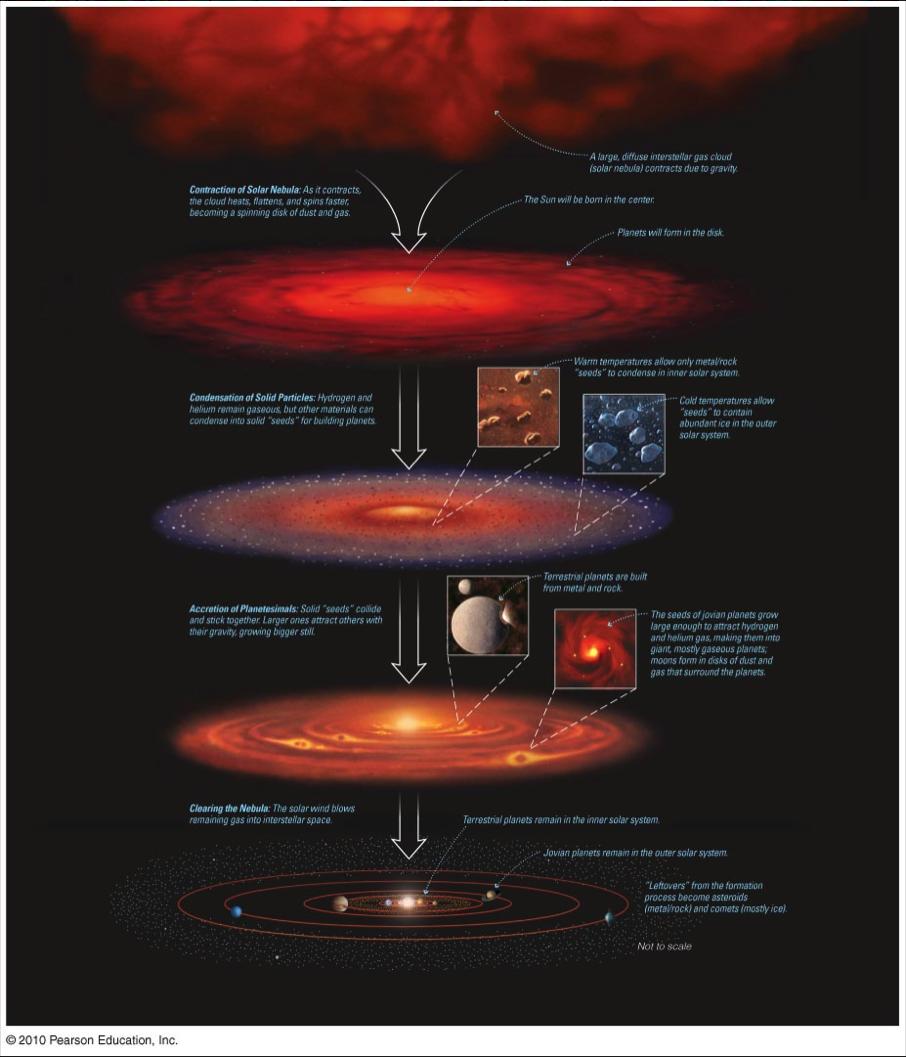 A large, diffuse interstellar gas cloud
(solar nebula) contracts due to gravity.
Contraction of Solar Nebula: As it contracts,
the cloud heats, flattens, and spins faster,
becoming a spinning disk of dust and gas.
The Sun will be born in the center.
Planets will form in the disk.
Warm temperatures allow only metal/rock
"seeds" to condense in inner solar system.
Condensation of Solid Particles: Hydrogen and
helium remain gaseous, but other materials can
condense into solid "seeds" for building planets.
Cold temperatures allow
"seeds" to contain
abundant ice in the outer
solar system.
Terrestrial planets are built
from metal and rock.
Accretion of Planetesimals: Solid "seeds" collide
and stick together. Larger ones attract others with
their gravity, growing bigger still.
The seeds of jovian planets grow
large enough to attract hydrogen
and helium gas, making them into
giant, mostly gaseous planets;
moons form in disks of dust and
gas that surround the planets.
Clearing the Nebula: The solar wind blows
remaining gas into interstellar space.
Terrestrial planets remain in the inner solar system.
Jovian planets remain in the outer solar system.
"Leftovers" from the formation
process become asteroids
(metal/rock) and comets (mostly ice).
Not to scale
© 2010 Pearson Education, Inc.